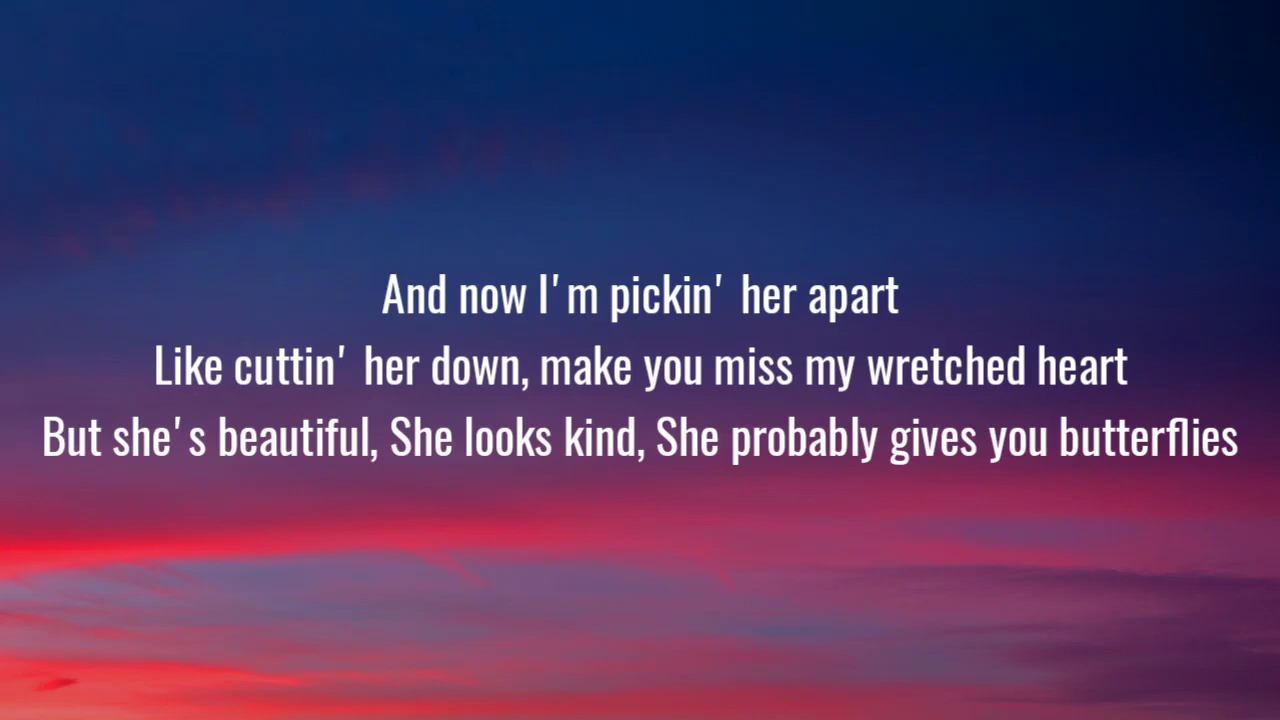 And now I'm pickin' her apart
Like cuttin' her down, make you miss my wretched heart
But she's beautiful, She looks kind, She probably gives you butterflies